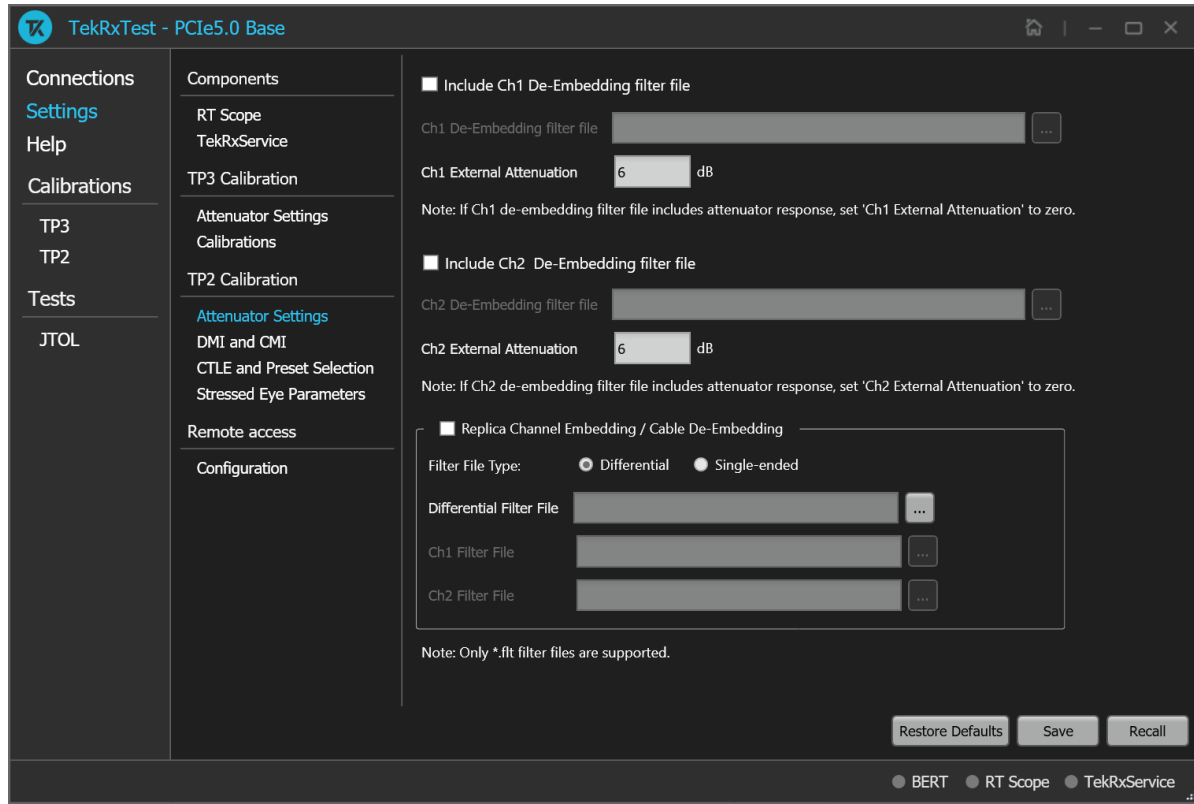 TekRxTest - PCIe5.0 Base
Connections
Settings
Help
Calibrations
TP3
TP2
Tests
JTOL
Components
RT Scope
TekRxService
TP3 Calibration
Attenuator Settings
Calibrations
TP2 Calibration
Attenuator Settings
DMI and CMI
CTLE and Preset Selection
Stressed Eye Parameters
Remote access
Configuration
Include Ch1 De-Embedding filter file
Ch1 De-Embedding filter file ...
Ch1 External Attenuation 6 dB
Note: If Ch1 de-embedding filter file includes attenuator response, set 'Ch1 External Attenuation' to zero.
Include Ch2  De-Embedding filter file
Ch2 De-Embedding filter file ...
Ch2 External Attenuation 6 dB
Note: If Ch2 de-embedding filter file includes attenuator response, set 'Ch2 External Attenuation' to zero.
Replica Channel Embedding / Cable De-Embedding
Filter File Type: Differential Single-ended
Differential Filter File ...
Ch1 Filter File ...
Ch2 Filter File ...
Note: Only *.flt filter files are supported.
Restore Defaults Save Recall
BERT RT Scope TekRxService